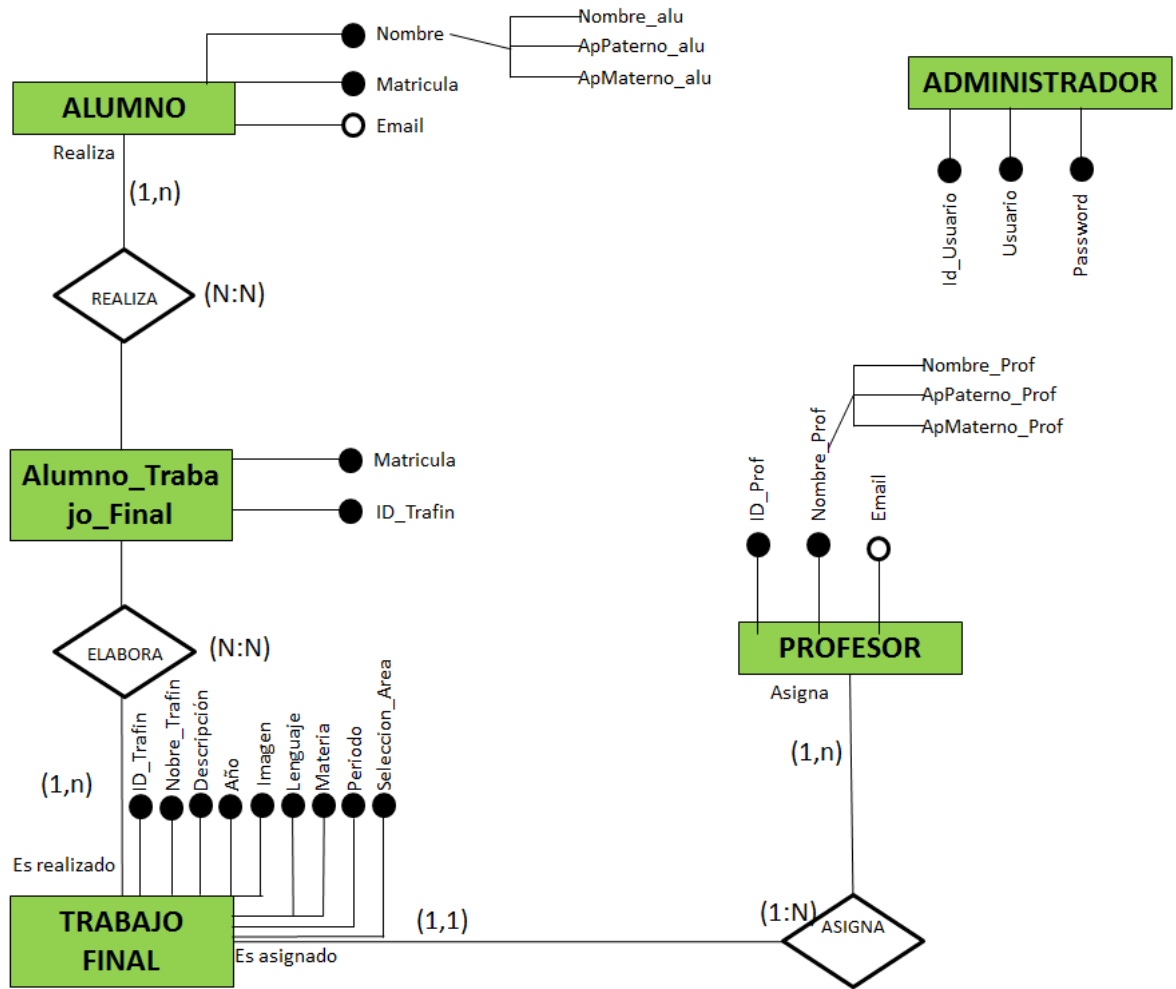 Nombre
Nombre_alu
ApPaterno_alu
ApMaterno_alu
Matricula
Email
ALUMNO
Realiza
(1,n)
REALIZA
(N:N)
ADMINISTRADOR
Id_Usuario
Usuario
Password
Alumno_Traba
jo_Final
Matricula
ID_Trafin
ELABORA
(N:N)
Nombre_Prof
ApPaterno_Prof
ApMaterno_Prof
ID_Prof
Nombre_Prof
Email
PROFESOR
Asigna
(1,n)
(1,n)
ID_Trafin
Nobre_Trafin
Descripción
Año
Imagen
Lenguaje
Materia
Periodo
Seleccion_Area
Es realizado
TRABAJO
FINAL
Es asignado
(1,1)
(1:N)
ASIGNA